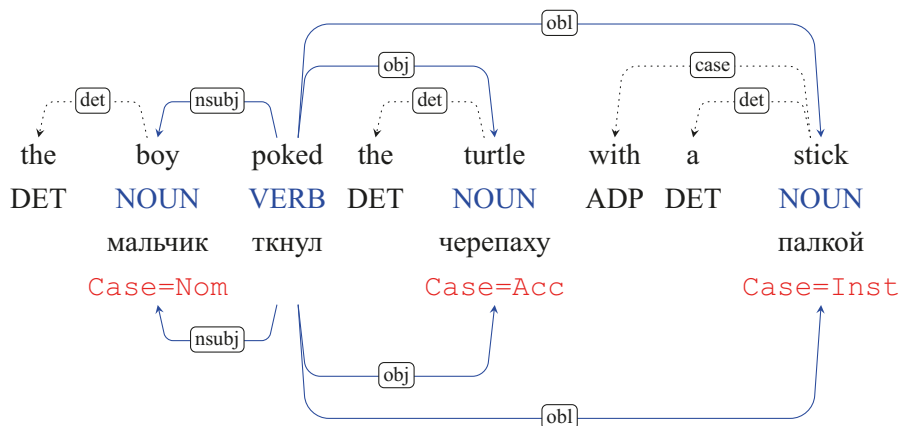 obl
obj case
det nsubj det det
the boy poked the turtle with a stick
DET NOUN VERB DET NOUN ADP DET NOUN
мальчик ткнул черепаху палкой
Case=Nom Case=Acc Case=Inst
nsubj
obj
obl